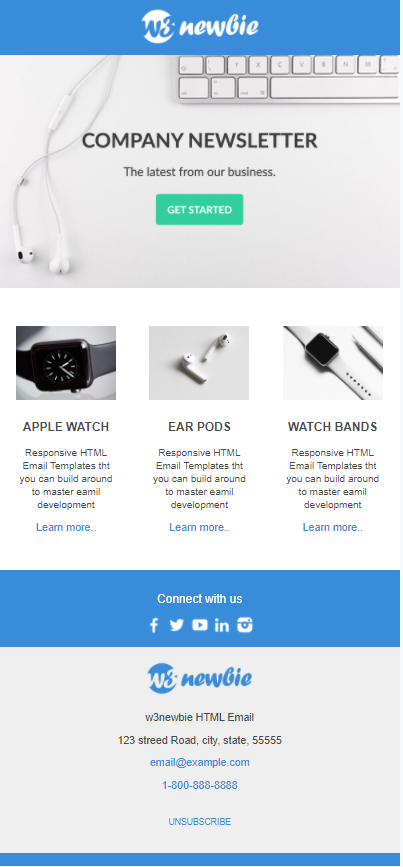 w3 newbie
COMPANY NEWSLETTER
The latest from our business.
GET STARTED
APPLE WATCH
EAR PODS
WATCH BANDS
Responsive HTML
Email Templates tht
you can build around
to master eamil
development
Responsive HTML
Email Templates tht
you can build around
to master eamil
development
Responsive HTML
Email Templates tht
you can build around
to master eamil
development
Learn more..
Learn more..
Learn more..
Connect with us
w3 newbie
w3newbie HTML Email
123 streed Road, city, state, 55555
email@example.com
1-800-888-8888
UNSUBSCRIBE